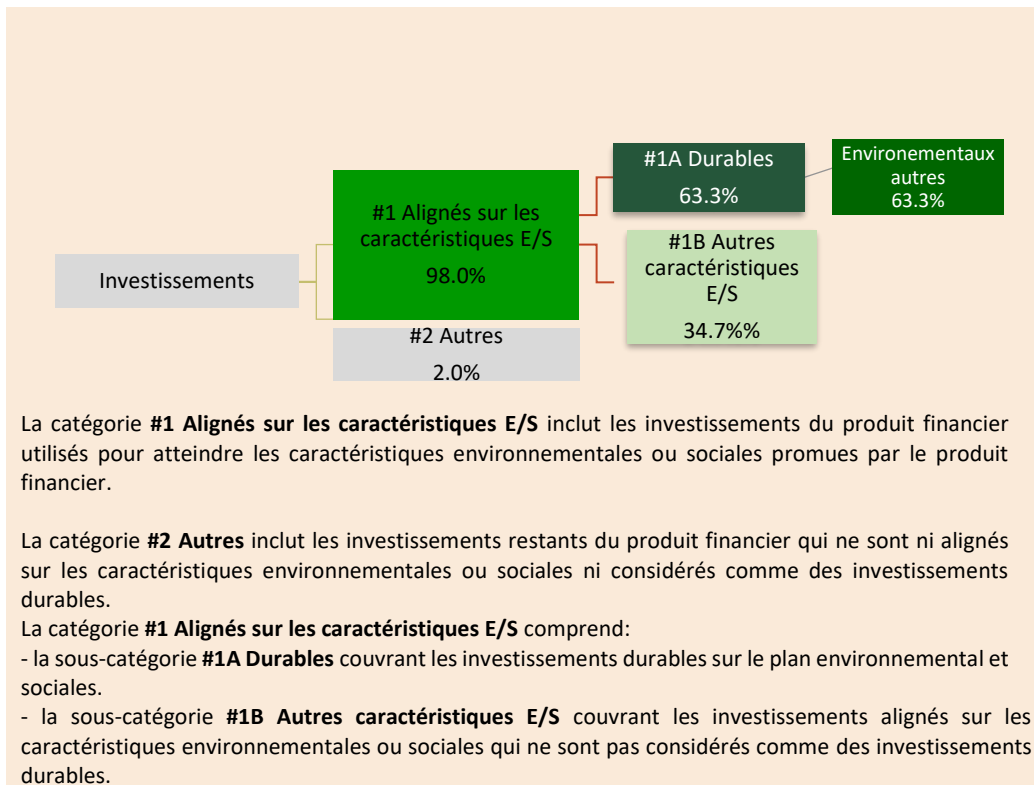 Investissements
#1 Alignés sur les
caractéristiques E/S
98.0%
#2 Autres
2.0%
#1A Durables
63.3%
Environementaux
autres
63.3%
#1B Autres
caractéristiques
E/S
34.7%%
La catégorie #1 Alignés sur les caractéristiques E/S inclut les investissements du produit financier
utilisés pour atteindre les caractéristiques environnementales ou sociales promues par le produit
financier.
La catégorie #2 Autres inclut les investissements restants du produit financier qui ne sont ni alignés
sur les caractéristiques environnementales ou sociales ni considérés comme des investissements
durables.
La catégorie #1 Alignés sur les caractéristiques E/S comprend:
- la sous-catégorie #1A Durables couvrant les investissements durables sur le plan environnemental et
sociales.
- la sous-catégorie #1B Autres caractéristiques E/S couvrant les investissements alignés sur les
caractéristiques environnementales ou sociales qui ne sont pas considérés comme des investissements
durables.